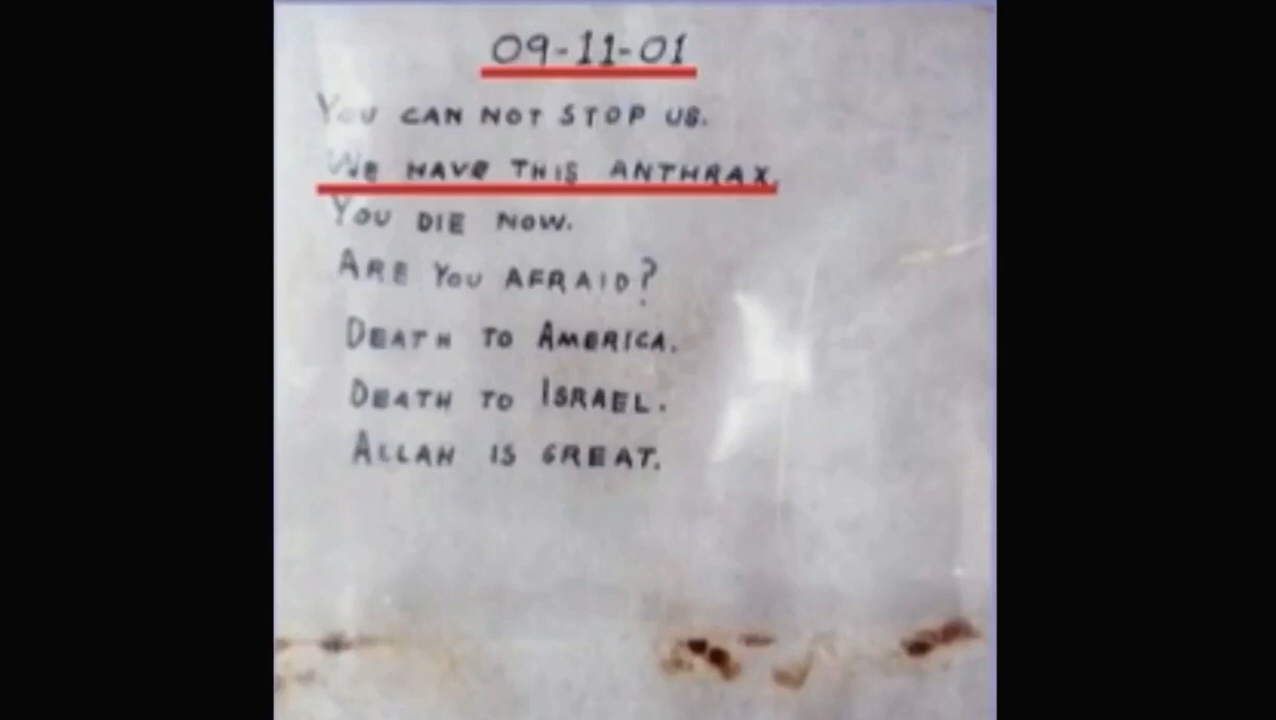 09-11-01
YOU CAN NOT STOP US.
WE HAVE THIS ANTHRAX.
YOU DIE NOW.
ARE YOU AFRAID?
DEATH TO AMERICA.
DEATH TO ISRAEL.
ALLAH IS GREAT.